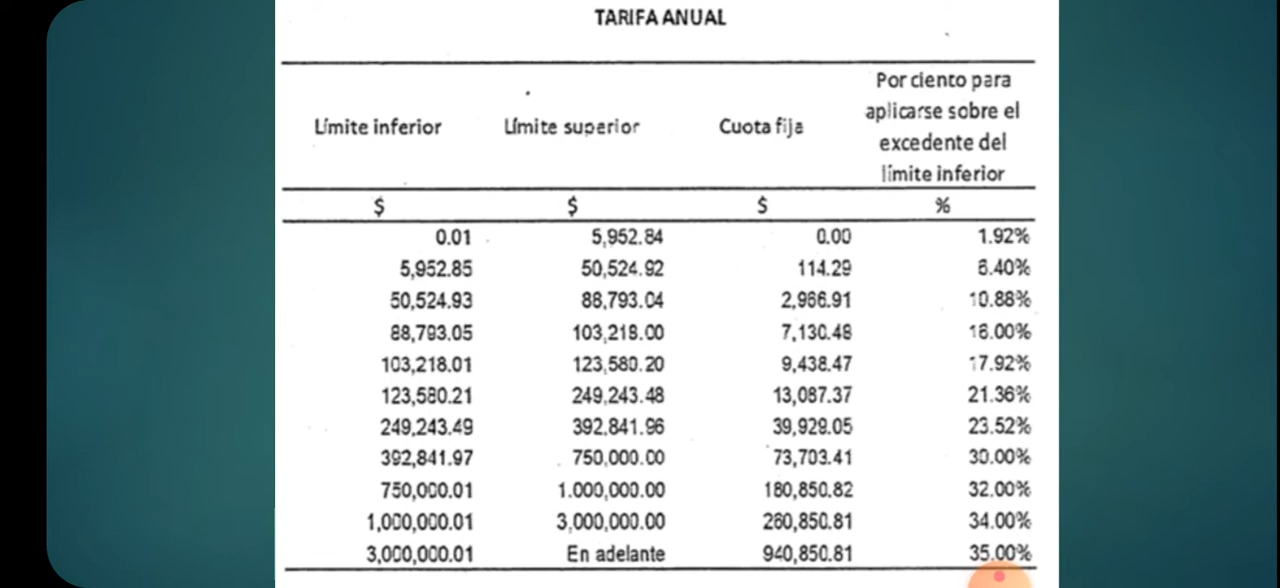 TARIFA ANUAL
Límite inferior Límite superior Cuota fija Por ciento para aplicarse sobre el excedente del límite inferior
$ $ $ %
0.01 5,952.84 0.00 1.92%
5,952.85 50,524.92 114.29 6.40%
50,524.93 88,793.04 2,966.91 10.88%
88,793.05 103,218.00 7,130.48 16.00%
103,218.01 123,580.20 9,438.47 17.92%
123,580.21 249,243.48 13,087.37 21.36%
249,243.49 392,841.96 39,929.05 23.52%
392,841.97 750,000.00 73,703.41 30.00%
750,000.01 1.000,000.00 180,850.82 32.00%
1,000,000.01 3,000,000.00 260,850.81 34.00%
3,000,000.01 En adelante 940,850.81 35.00%